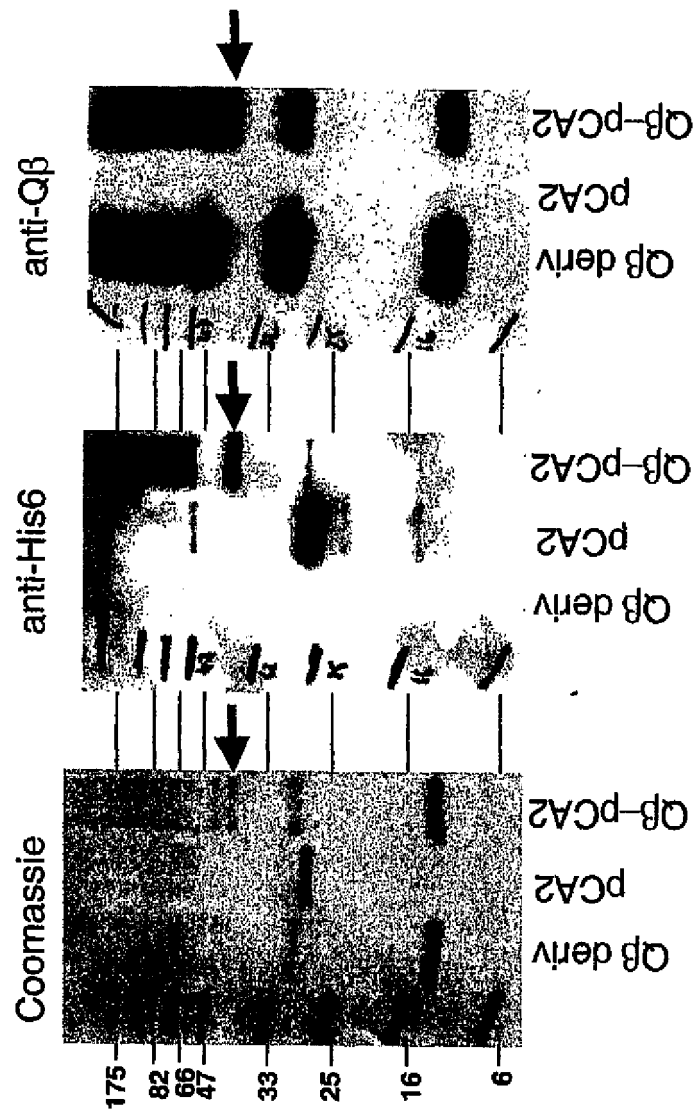 Coomassie
anti-His6
anti-Qβ
175
82
66
47
33
25
16
6
Qβ deriv
pCA2
Qβ–pCA2
Qβ deriv
pCA2
Qβ–pCA2
Qβ deriv
pCA2
Qβ–pCA2